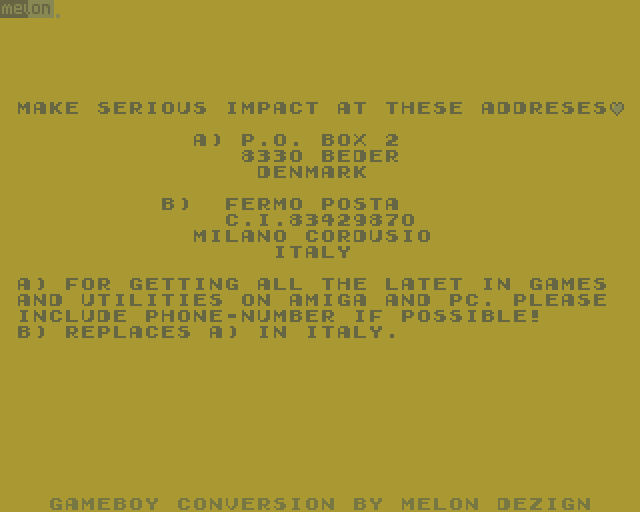 melon.
MAKE SERIOUS IMPACT AT THESE ADDRESES♥
A) P.O. BOX 2
8330 BEDER
DENMARK
B) FERMO POSTA
C.I.83429870
MILANO CORDUSIO
ITALY
A) FOR GETTING ALL THE LATET IN GAMES
AND UTILITIES ON AMIGA AND PC. PLEASE
INCLUDE PHONE-NUMBER IF POSSIBLE!
B) REPLACES A) IN ITALY.
GAMEBOY CONVERSION BY MELON DEZIGN